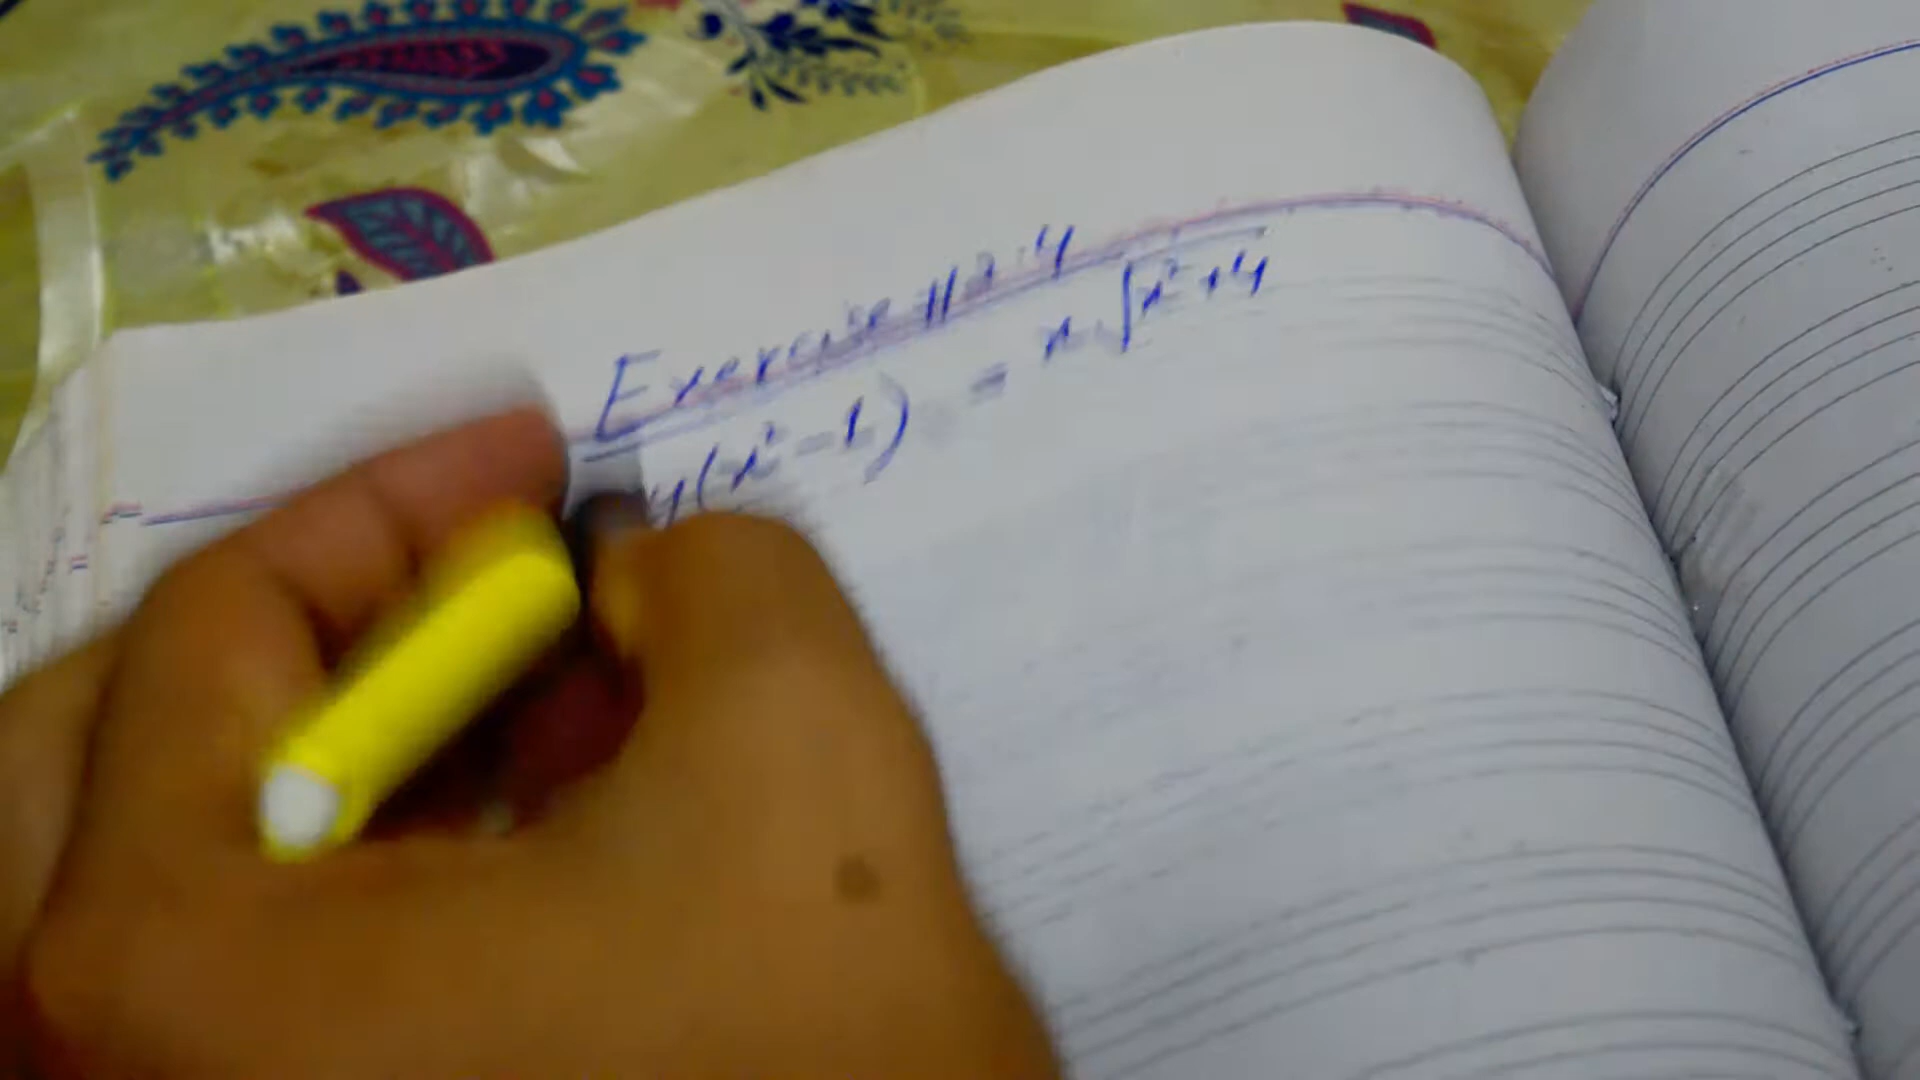 Exercise # 2.4
y(x²-1) = x√x²+4